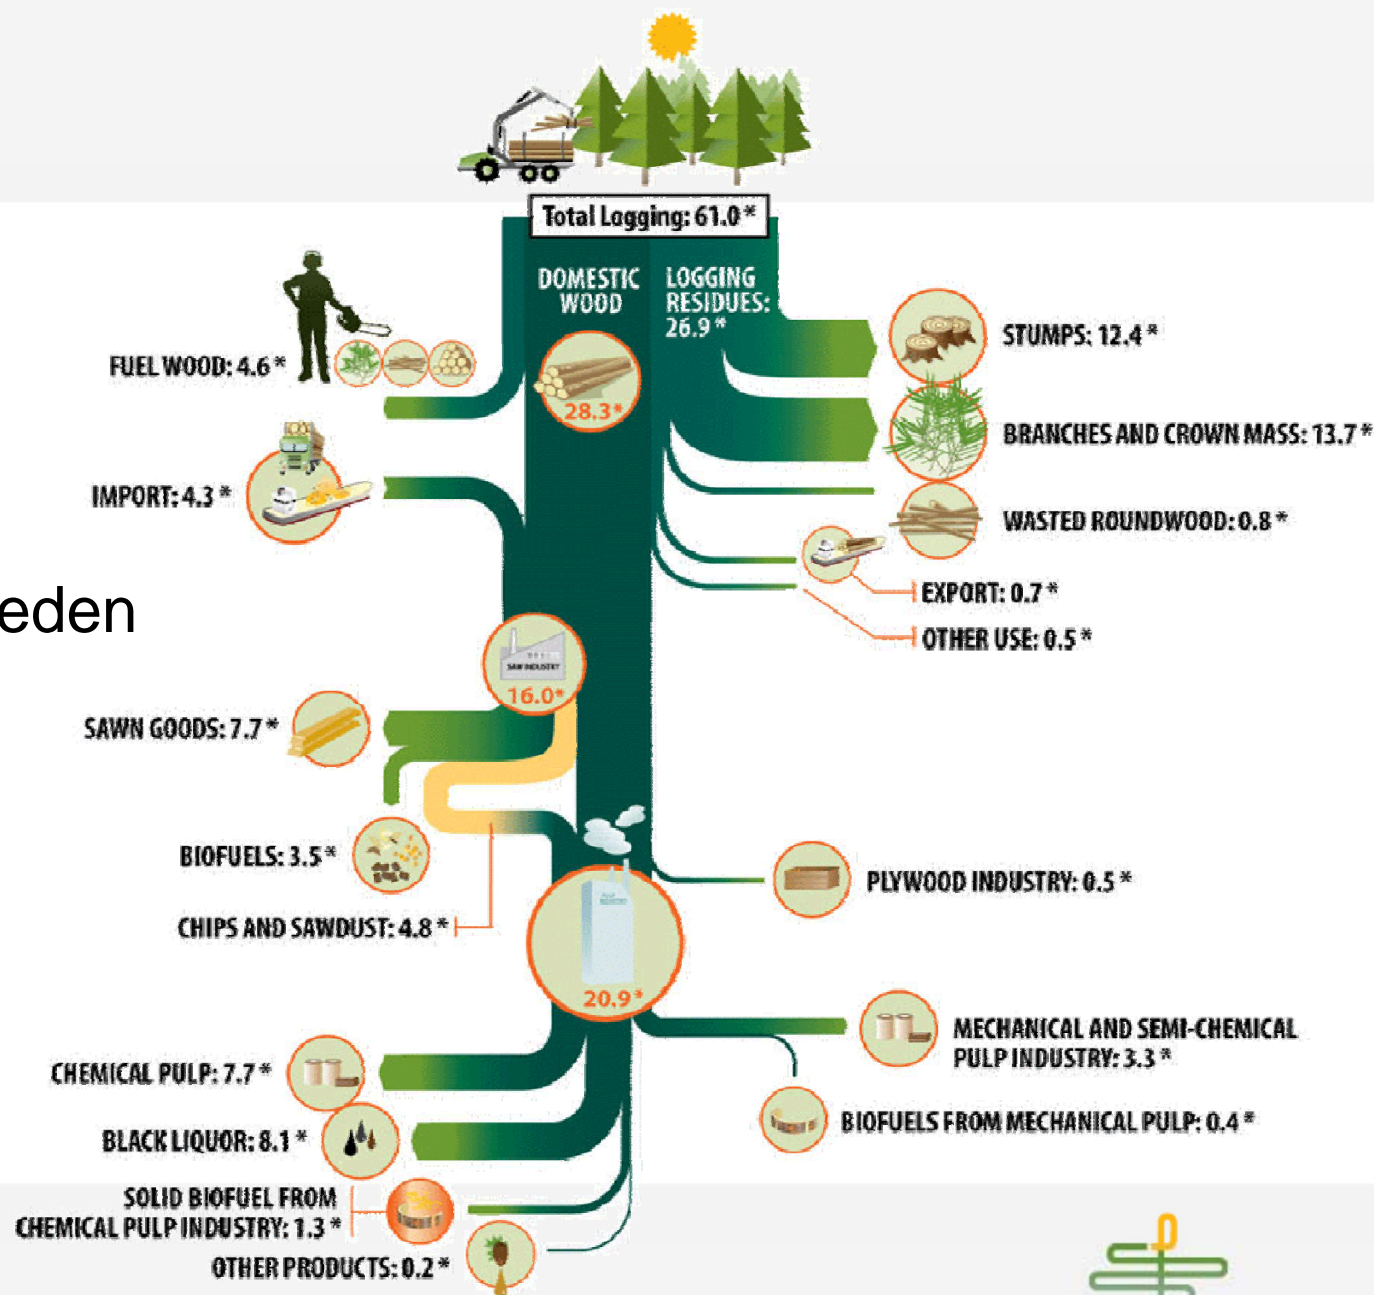 Total Logging: 61.0*
DOMESTIC
WOOD
28.3*
LOGGING
RESIDUES:
26.9*
STUMPS: 12.4*
FUEL WOOD: 4.6*
BRANCHES AND CROWN MASS: 13.7*
IMPORT: 4.3*
WASTED ROUNDWOOD: 0.8*
EXPORT: 0.7*
eden
OTHER USE: 0.5*
SAW INDUSTRY
16.0*
SAWN GOODS: 7.7*
BIOFUELS: 3.5*
PLYWOOD INDUSTRY: 0.5*
CHIPS AND SAWDUST: 4.8*
20.9*
MECHANICAL AND SEMI-CHEMICAL
PULP INDUSTRY: 3.3*
CHEMICAL PULP: 7.7*
BIOFUELS FROM MECHANICAL PULP: 0.4*
BLACK LIQUOR: 8.1*
SOLID BIOFUEL FROM
CHEMICAL PULP INDUSTRY: 1.3*
OTHER PRODUCTS: 0.2*